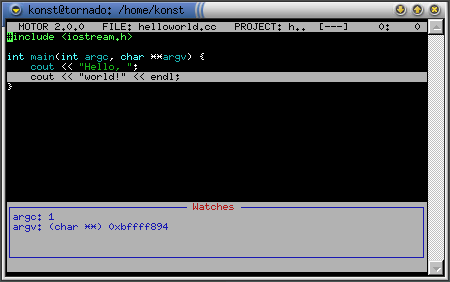 konst@tornado: /home/konst
MOTOR 2.0.0 FILE: helloworld.cc PROJECT: h.. [---] 0: 0
#include <iostream.h>
int main(int argc, char **argv) {
cout << "Hello, ";
cout << "world!" << endl;
}
Watches
argc: 1
argv: (char **) 0xbffff894